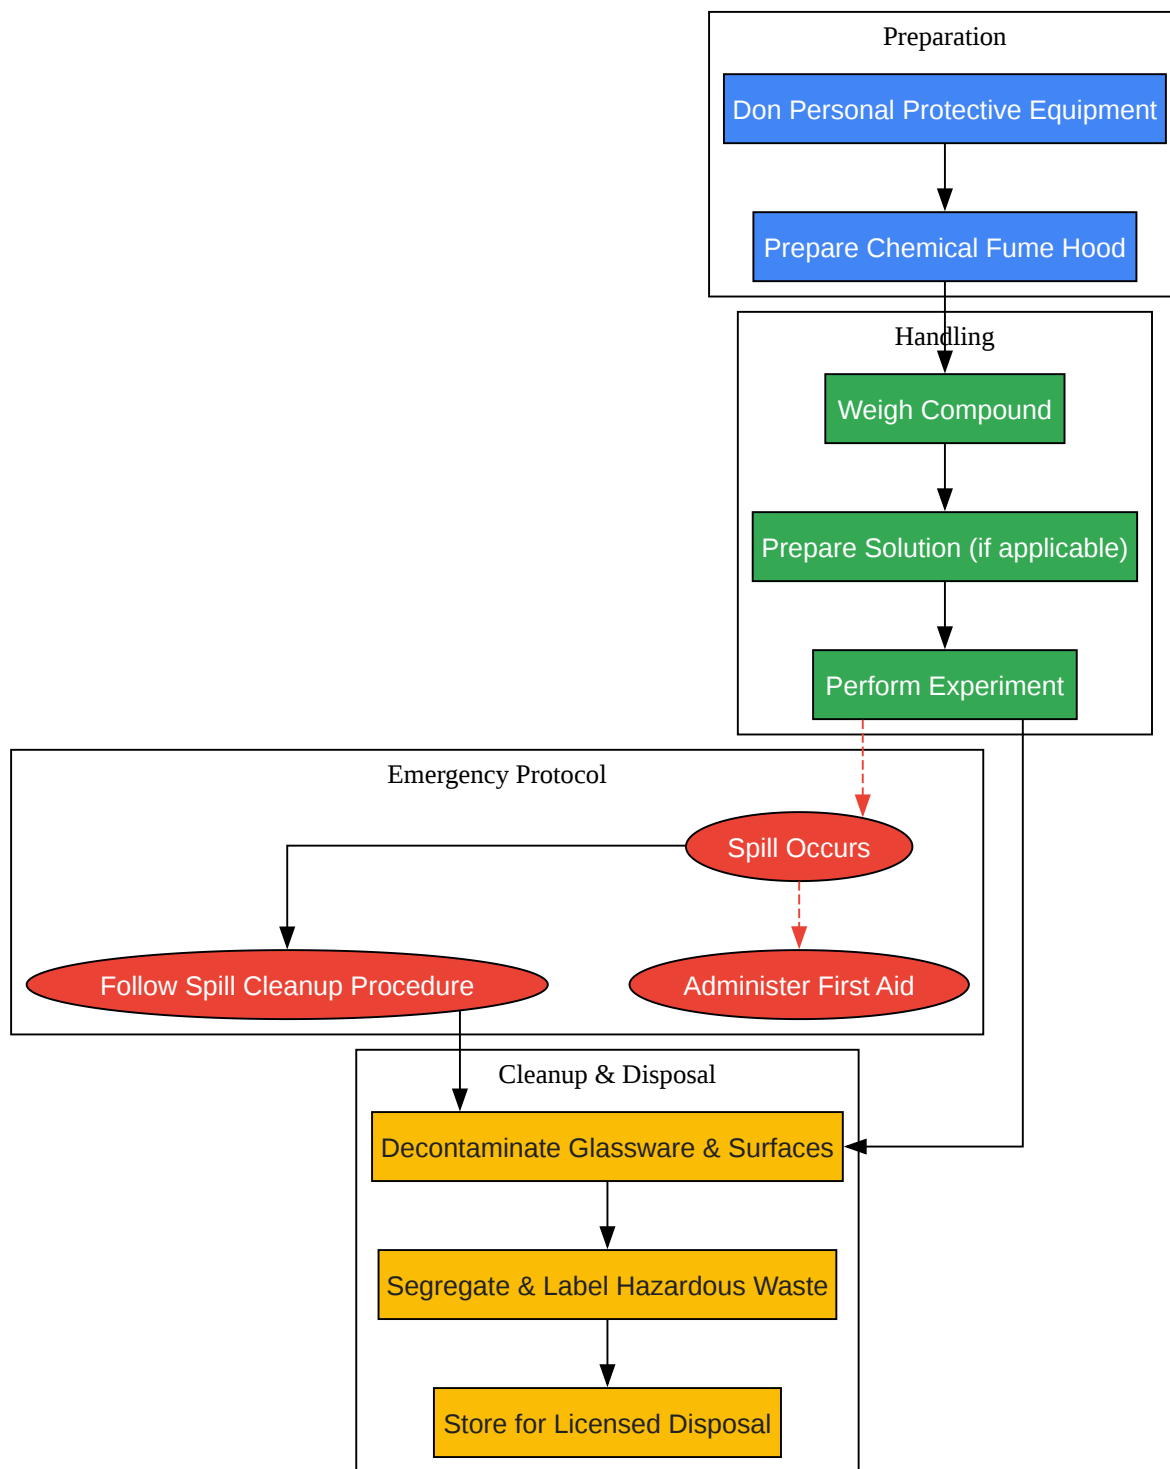 Preparation
Don Personal Protective Equipment
Prepare Chemical Fume Hood
Handling
Weigh Compound
Prepare Solution (if applicable)
Perform Experiment
Emergency Protocol
Spill Occurs
Follow Spill Cleanup Procedure
Administer First Aid
Cleanup & Disposal
Decontaminate Glassware & Surfaces
Segregate & Label Hazardous Waste
Store for Licensed Disposal